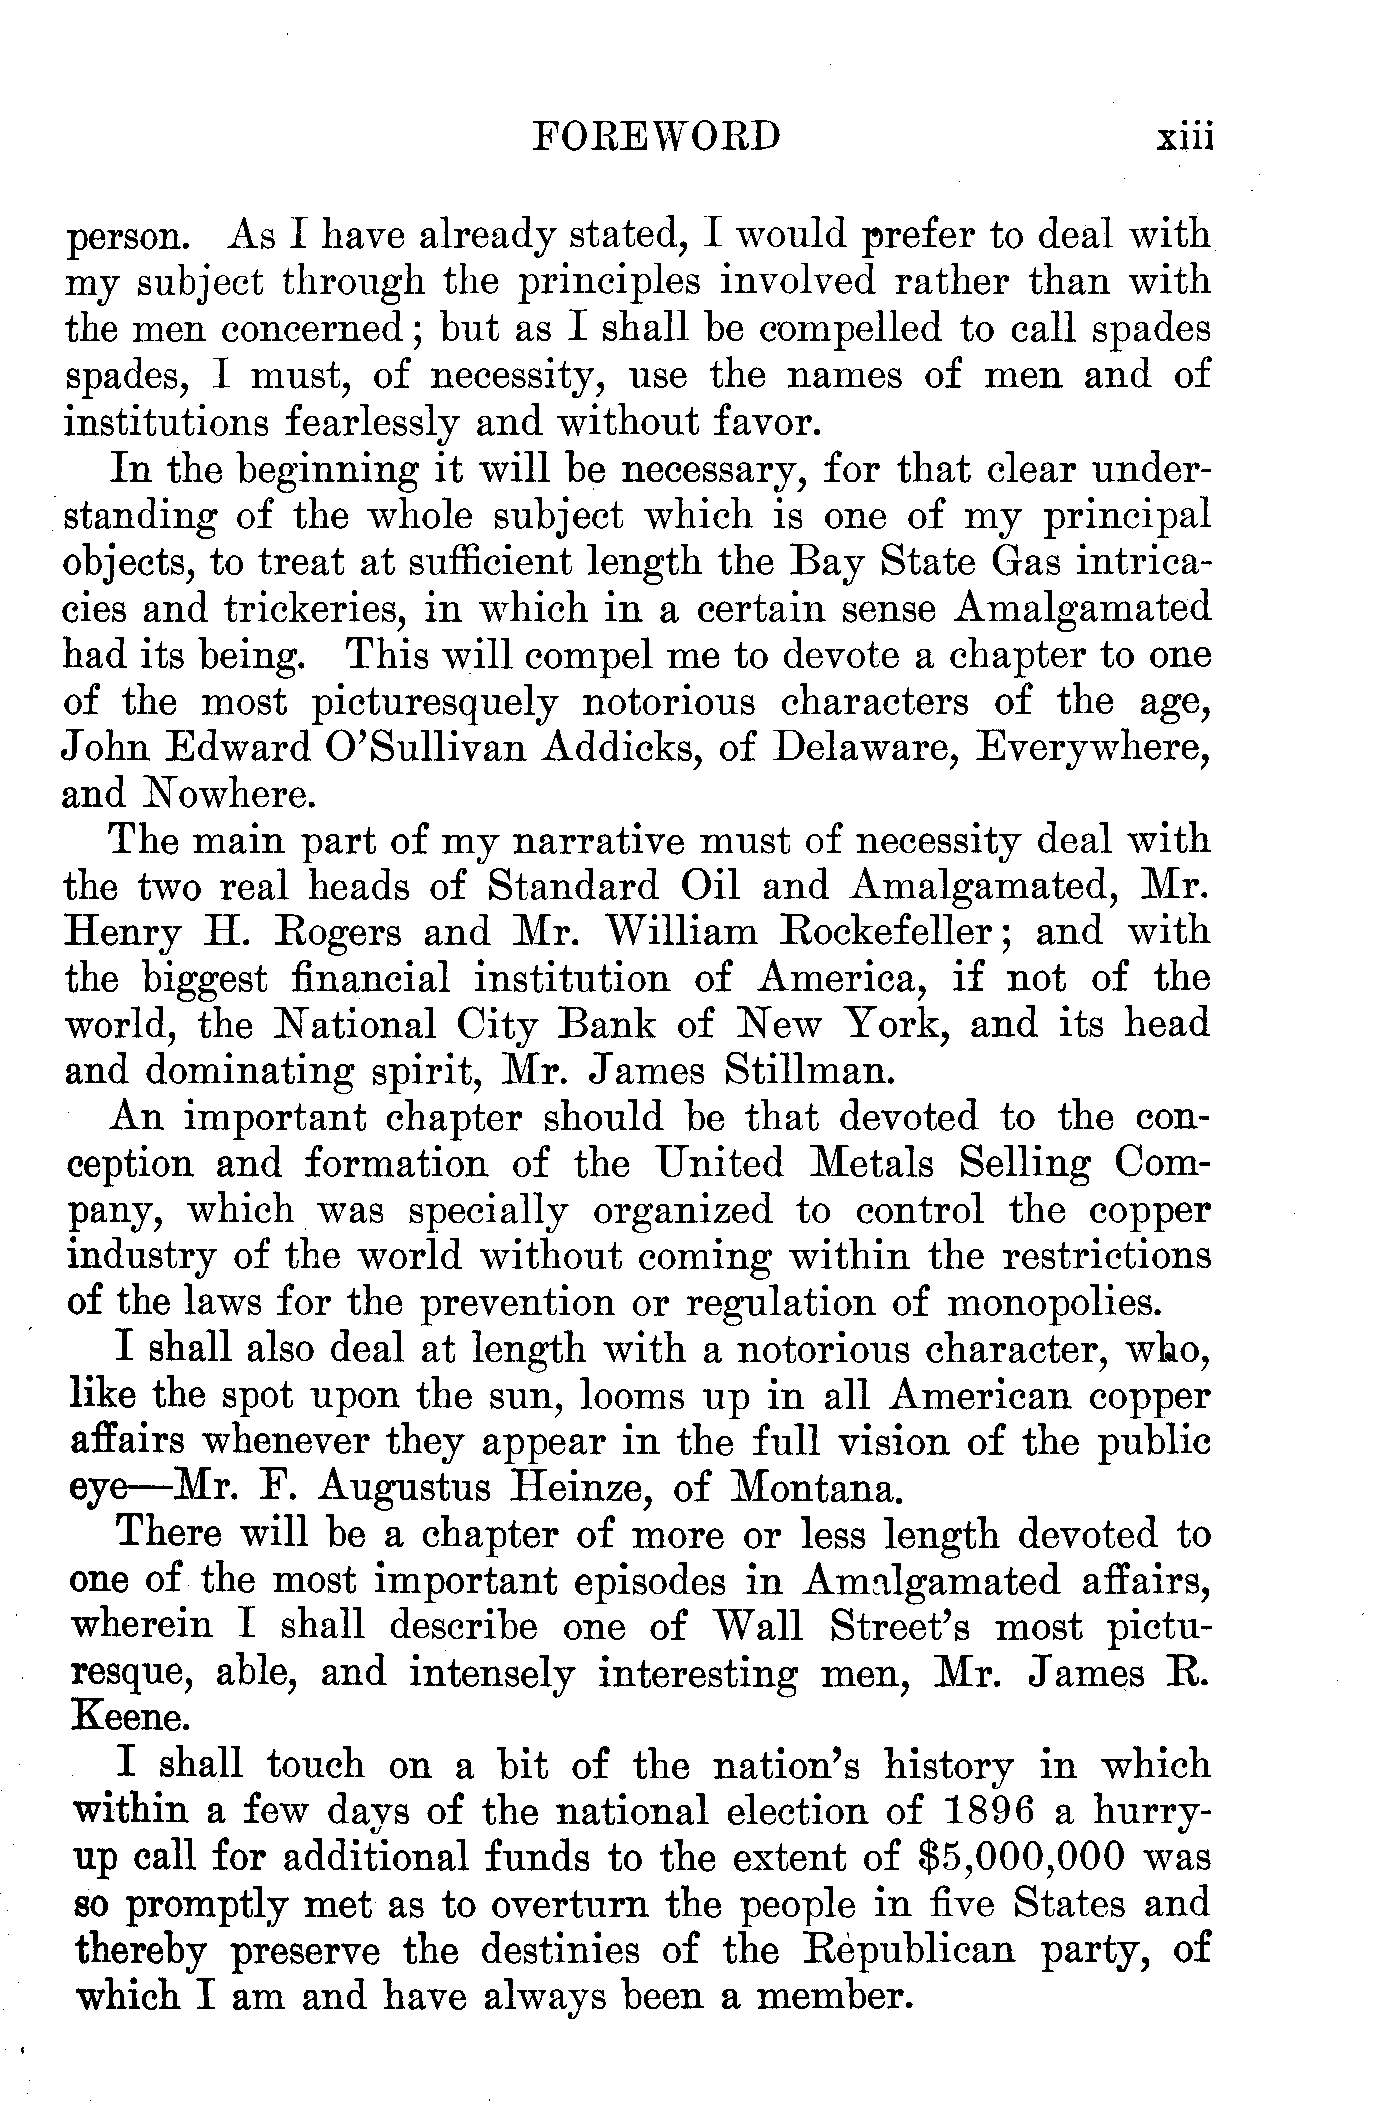 FOREWORD xiii
person. As I have already stated, I would prefer to deal with
my subject through the principles involved rather than with
the men concerned; but as I shall be compelled to call spades
spades, I must, of necessity, use the names of men and of
institutions fearlessly and without favor.
In the beginning it will be necessary, for that clear under-
standing of the whole subject which is one of my principal
objects, to treat at sufficient length the Bay State Gas intrica-
cies and trickeries, in which in a certain sense Amalgamated
had its being. This will compel me to devote a chapter to one
of the most picturesquely notorious characters of the age,
John Edward O'Sullivan Addicks, of Delaware, Everywhere,
and Nowhere.
The main part of my narrative must of necessity deal with
the two real heads of Standard Oil and Amalgamated, Mr.
Henry H. Rogers and Mr. William Rockefeller; and with
the biggest financial institution of America, if not of the
world, the National City Bank of New York, and its head
and dominating spirit, Mr. James Stillman.
An important chapter should be that devoted to the con-
ception and formation of the United Metals Selling Com-
pany, which was specially organized to control the copper
industry of the world without coming within the restrictions
of the laws for the prevention or regulation of monopolies.
I shall also deal at length with a notorious character, who,
like the spot upon the sun, looms up in all American copper
affairs whenever they appear in the full vision of the public
eye—Mr. F. Augustus Heinze, of Montana.
There will be a chapter of more or less length devoted to
one of the most important episodes in Amalgamated affairs,
wherein I shall describe one of Wall Street's most pictu-
resque, able, and intensely interesting men, Mr. James R.
Keene.
I shall touch on a bit of the nation's history in which
within a few days of the national election of 1896 a hurry-
up call for additional funds to the extent of $5,000,000 was
so promptly met as to overturn the people in five States and
thereby preserve the destinies of the Republican party, of
which I am and have always been a member.